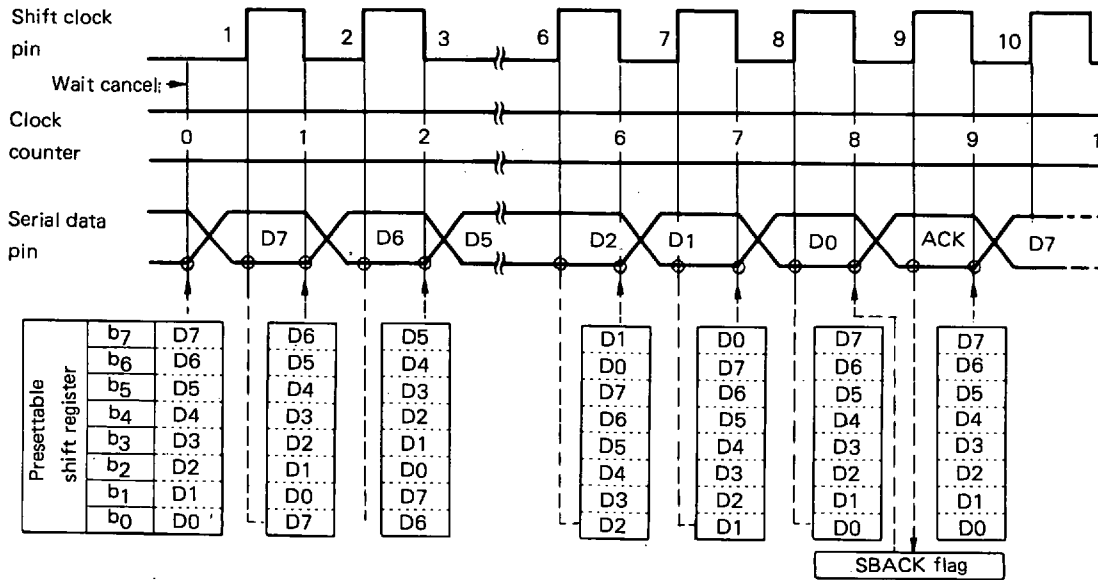 Shift clock pin
1 2 3 6 7 8 9 10
Wait cancel
Clock counter
0 1 2 6 7 8 9 1
Serial data pin
D7 D6 D5 D2 D1 D0 ACK D7
Presettable shift register
b7 D7 D6 D5 D1 D0 D7 D7
b6 D6 D5 D4 D0 D7 D6 D6
b5 D5 D4 D3 D7 D6 D5 D5
b4 D4 D3 D2 D6 D5 D4 D4
b3 D3 D2 D1 D5 D4 D3 D3
b2 D2 D1 D0 D4 D3 D2 D2
b1 D1 D0 D7 D3 D2 D1 D1
b0 D0 D7 D6 D2 D1 D0 D0
SBACK flag